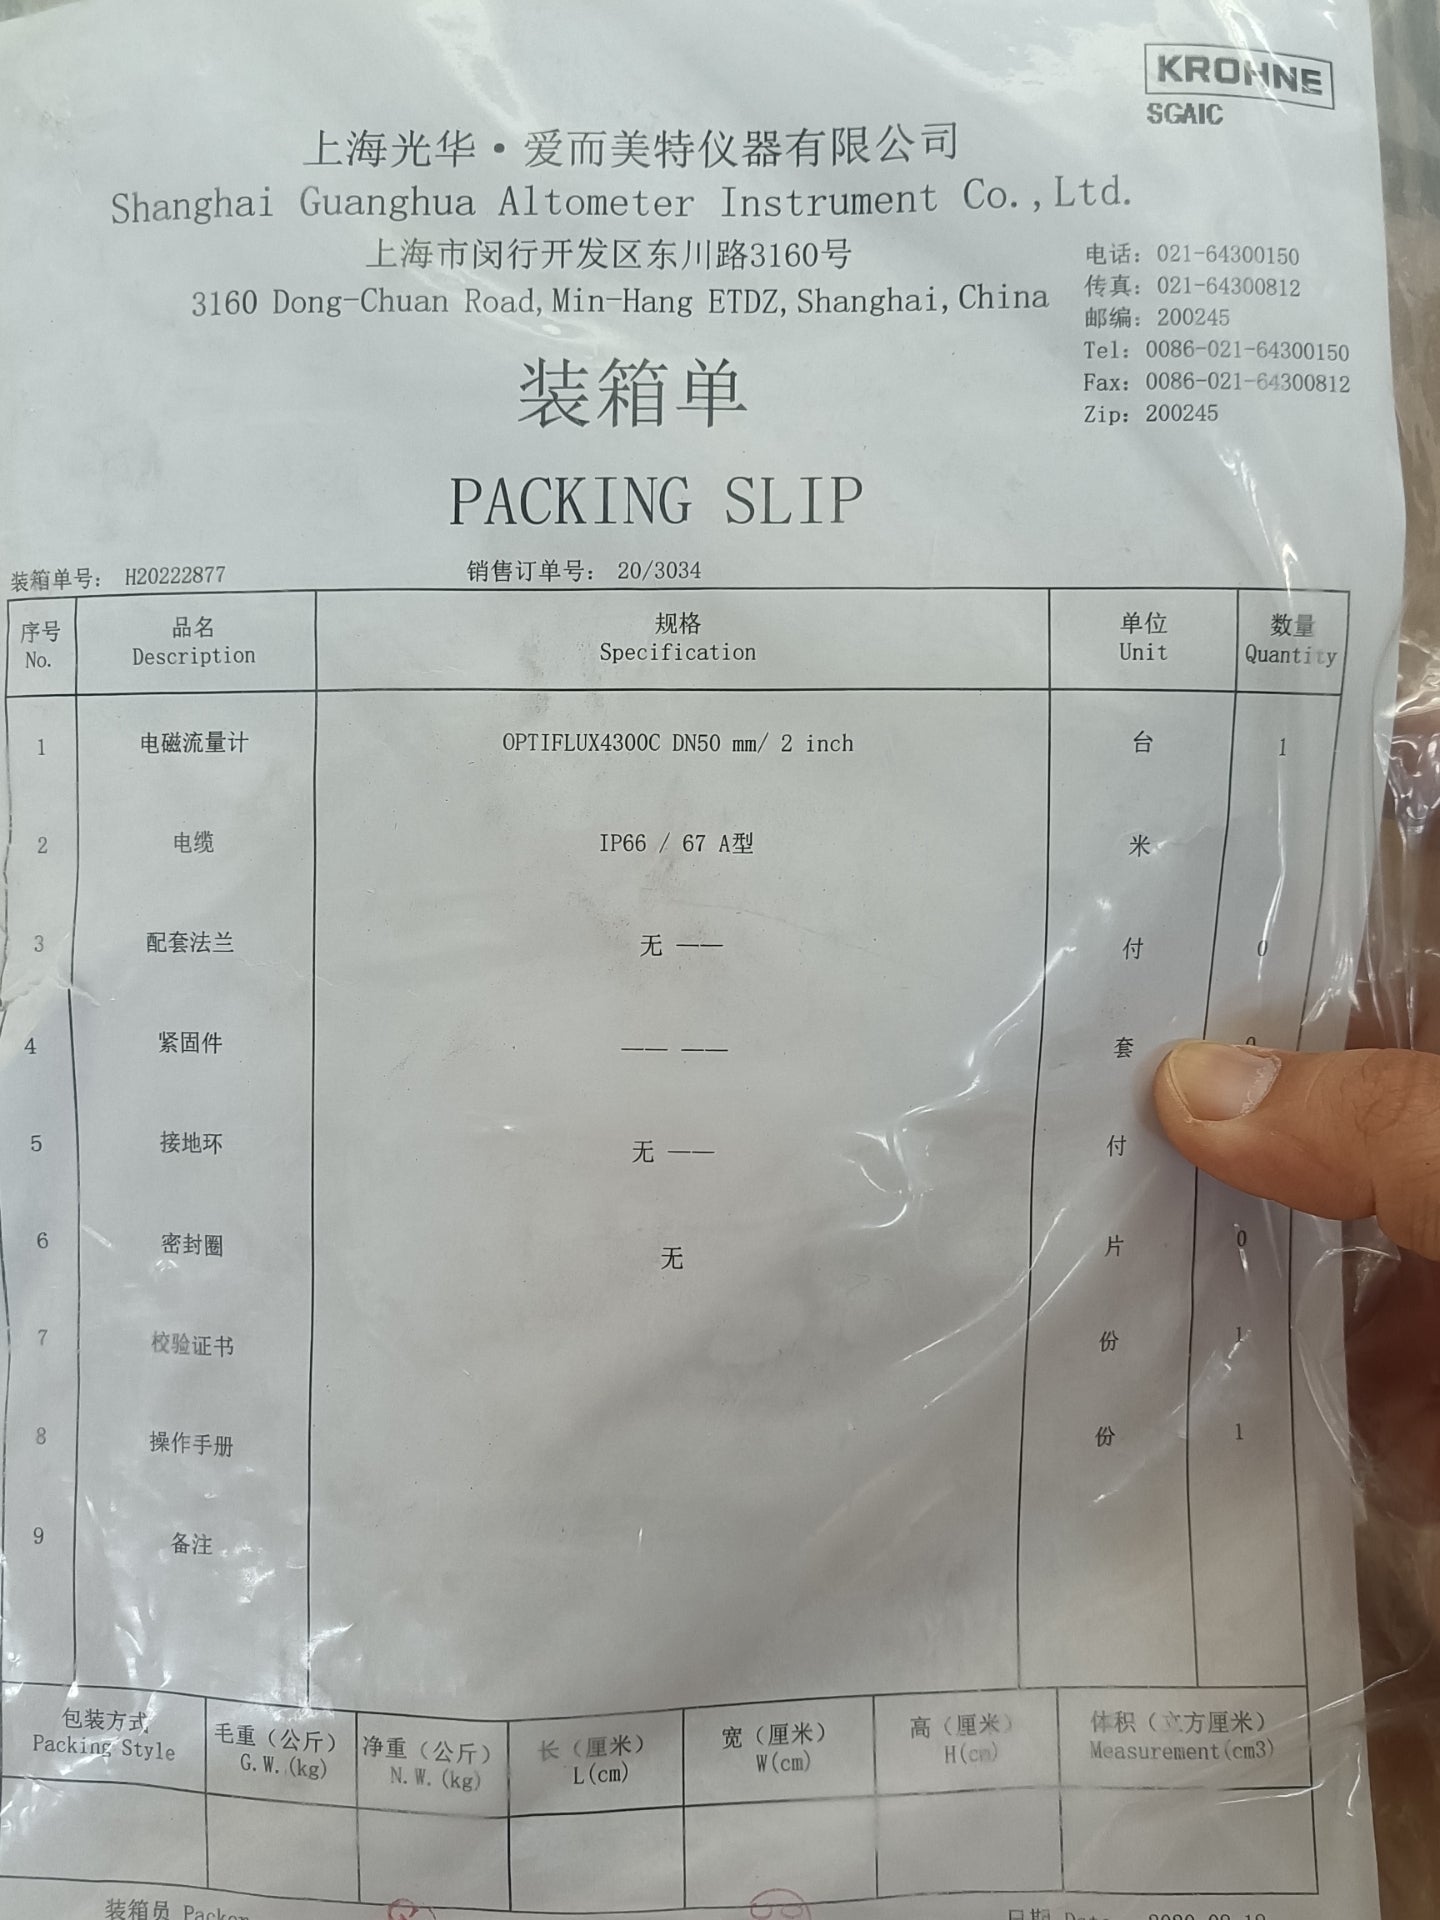 KROHNE
SGAIC
上海光华·爱而美特仪器有限公司
Shanghai Guanghua Altometer Instrument Co.,Ltd.
上海市闵行开发区东川路3160号
3160 Dong-Chuan Road,Min-Hang ETDZ,Shanghai,China
电话: 021-64300150
传真: 021-64300812
邮编: 200245
Tel: 0086-021-64300150
Fax: 0086-021-64300812
Zip: 200245
装箱单
PACKING SLIP
装箱单号: H20222877 销售订单号: 20/3034
序号 品名 规格 单位 数量
No. Description Specification Unit Quantity
1 电磁流量计 OPTIFLUX4300C DN50 mm/ 2 inch 台 1
2 电缆 IP66 / 67 A型 米
3 配套法兰 无 —— 付 0
4 紧固件 —— —— 套
5 接地环 无 —— 付
6 密封圈 无 片 0
7 校验证书 份 1
8 操作手册 份 1
9 备注
包装方式 毛重（公斤） 净重（公斤） 长（厘米） 宽（厘米） 高（厘米） 体积（立方厘米）
Packing Style G.W.(kg) N.W.(kg) L(cm) W(cm) H(cm) Measurement(cm3)
装箱员 Packer 日期 Date